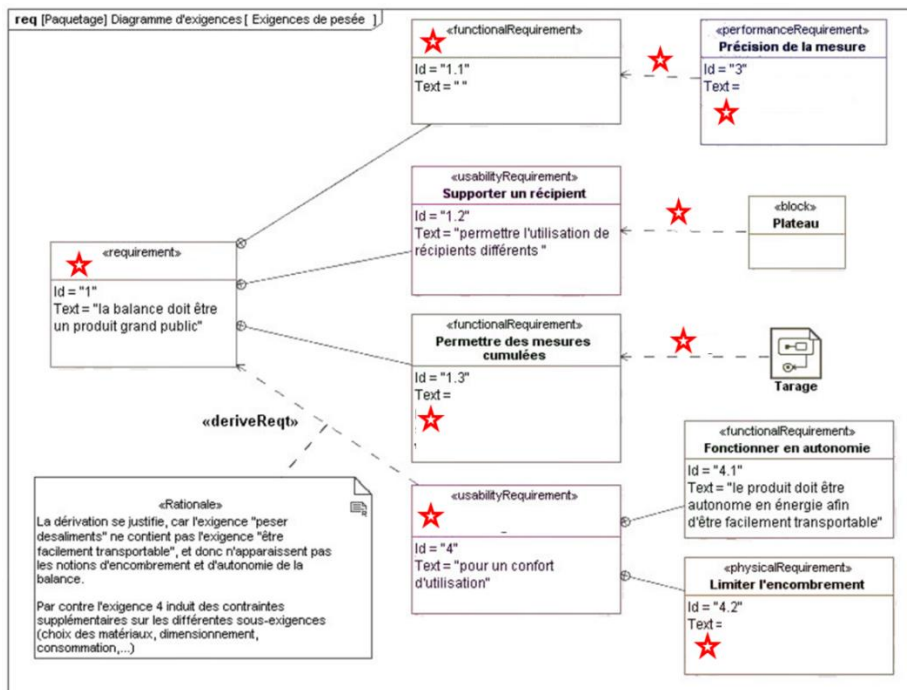 req [Paquetage] Diagramme d'exigences [ Exigences de pesée ]
«functionalRequirement»
Id = "1.1"
Text = " "
«performanceRequirement»
Précision de la mesure
Id = "3"
Text =
«usabilityRequirement»
Supporter un récipient
Id = "1.2"
Text = "permettre l'utilisation de
récipients différents "
«block»
Plateau
«requirement»
Id = "1"
Text = "la balance doit être
un produit grand public"
«functionalRequirement»
Permettre des mesures
cumulées
Id = "1.3"
Text =
Tarage
«deriveReqt»
«functionalRequirement»
Fonctionner en autonomie
Id = "4.1"
Text = "le produit doit être
autonome en énergie afin
d'être facilement transportable"
«Rationale»
La dérivation se justifie, car l'exigence "peser
desaliments" ne contient pas l'exigence "être
facilement transportable", et donc n'apparaissent pas
les notions d'encombrement et d'autonomie de la
balance.
Par contre l'exigence 4 induit des contraintes
supplémentaires sur les différentes sous-exigences
(choix des matériaux, dimensionnement,
consommation,...)
«usabilityRequirement»
Id = "4"
Text = "pour un confort
d'utilisation"
«physicalRequirement»
Limiter l'encombrement
Id = "4.2"
Text =